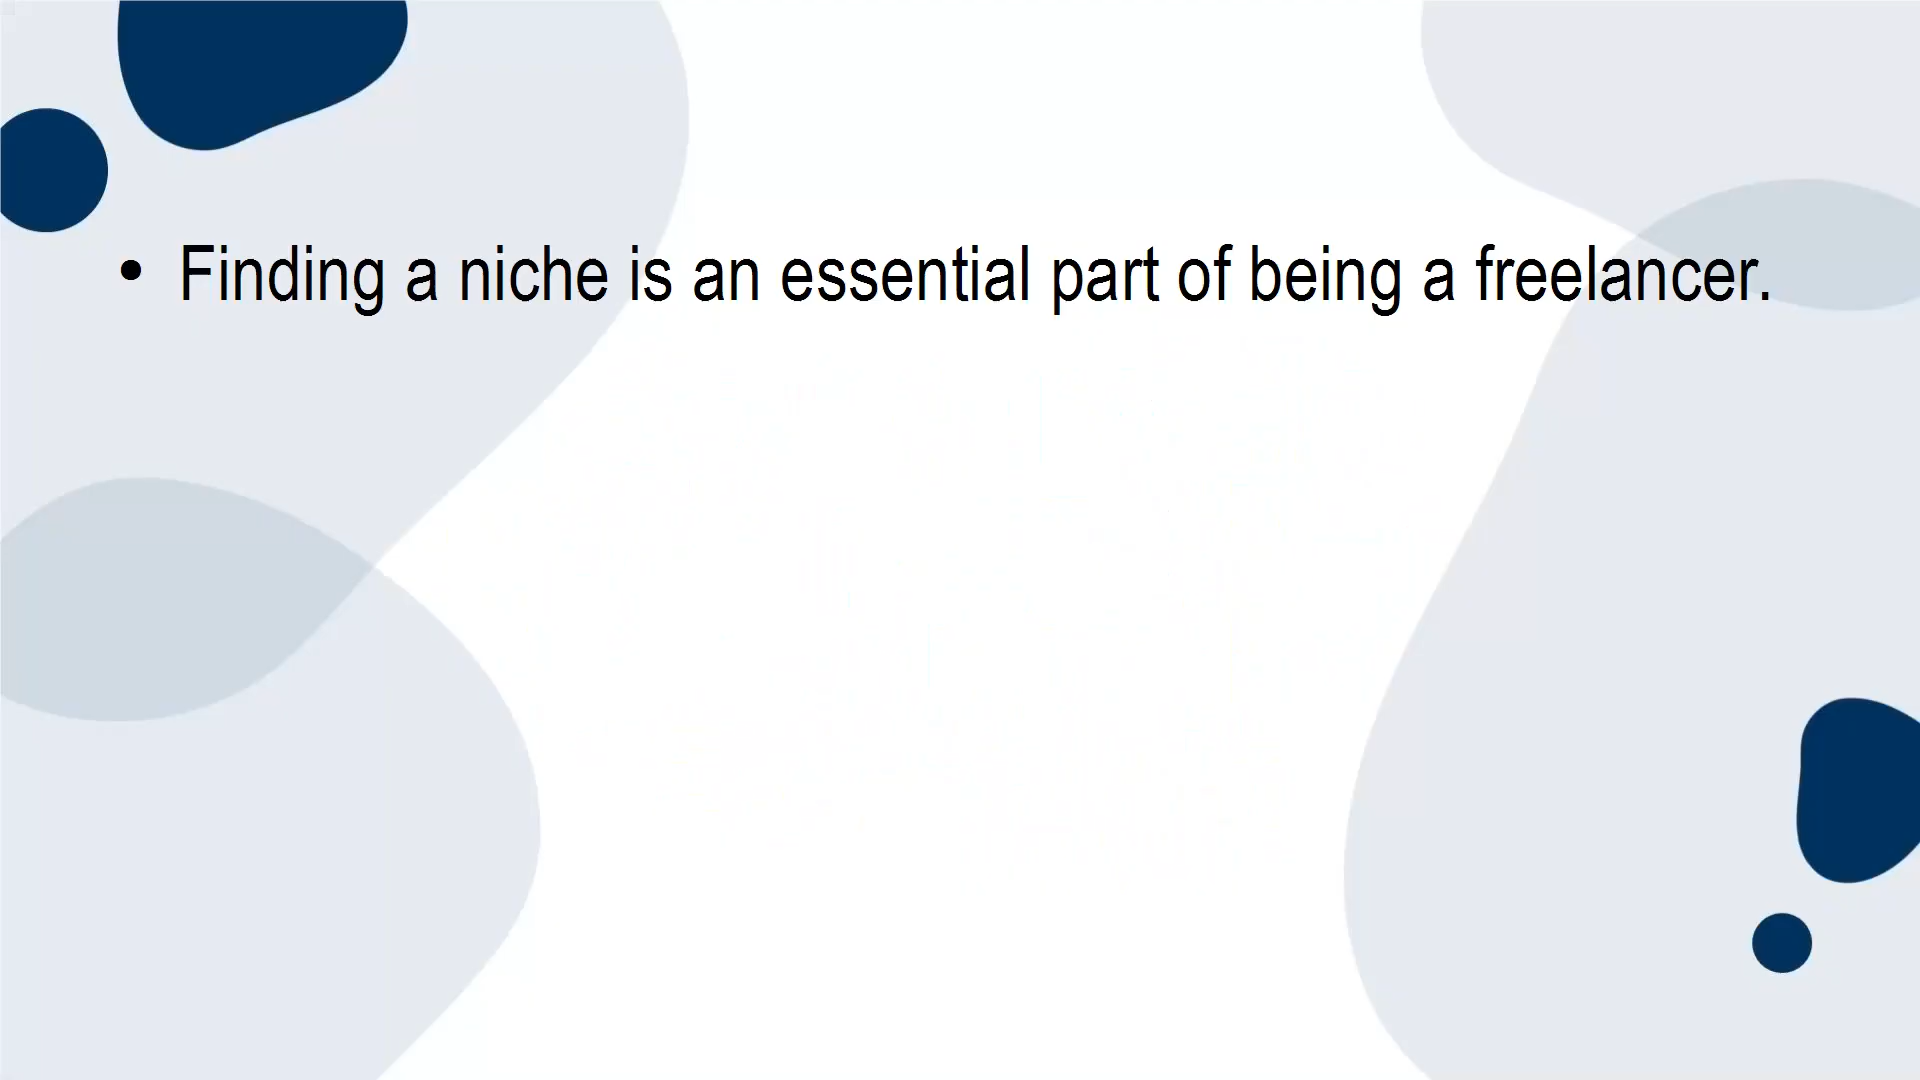 • Finding a niche is an essential part of being a freelancer.